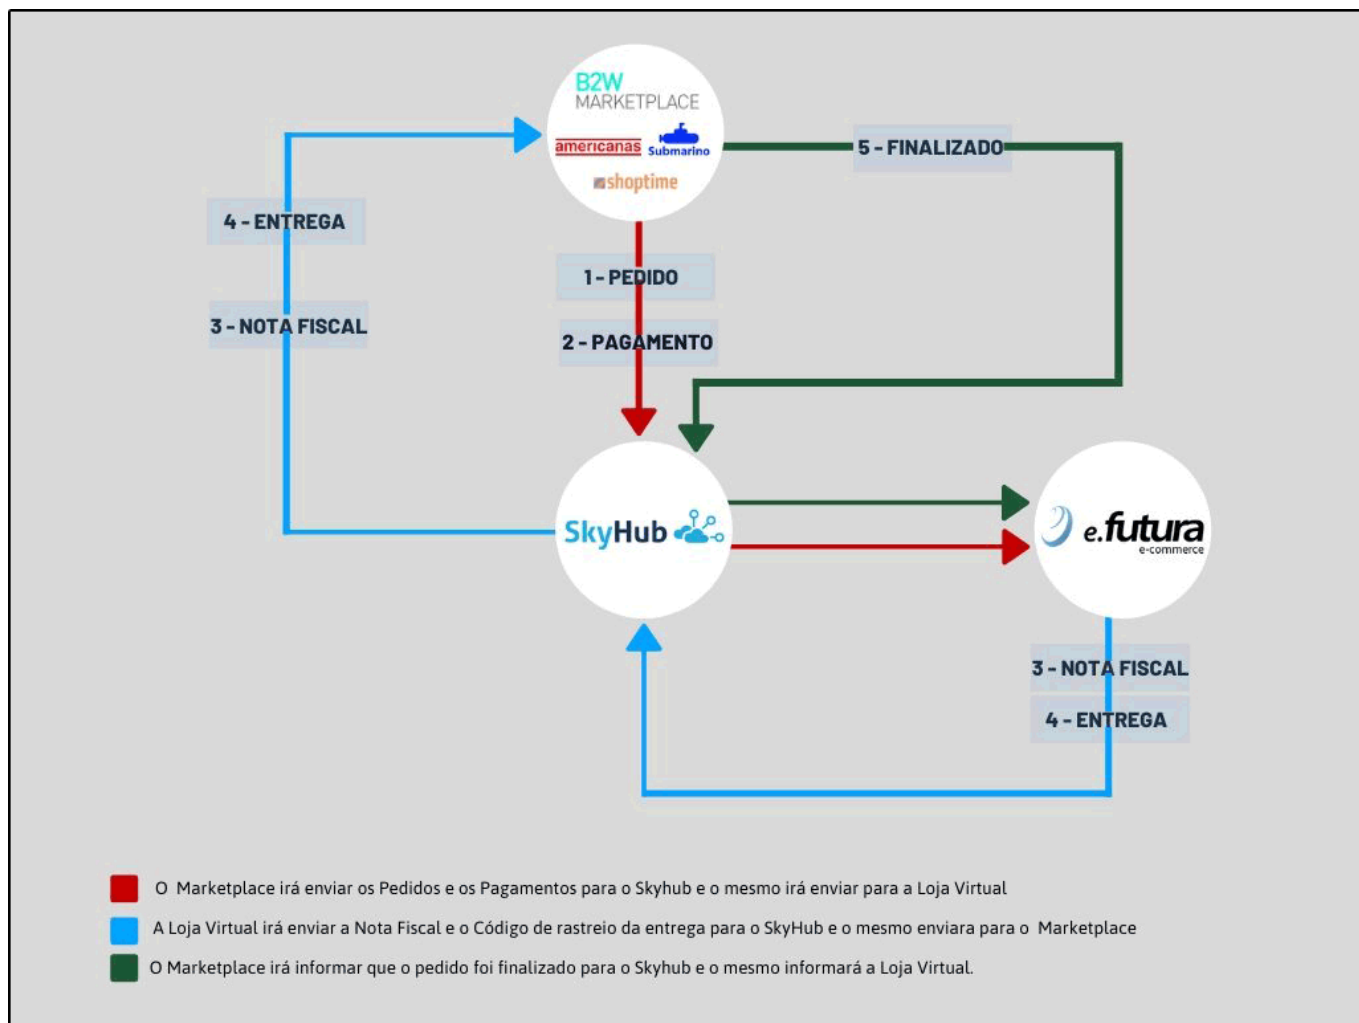 B2W
MARKETPLACE
americanas
Submarino
shoptime
5 - FINALIZADO
4 - ENTREGA
1 - PEDIDO
3 - NOTA FISCAL
2 - PAGAMENTO
SkyHub
e.futura
e-commerce
3 - NOTA FISCAL
4 - ENTREGA
O Marketplace irá enviar os Pedidos e os Pagamentos para o Skyhub e o mesmo irá enviar para a Loja Virtual
A Loja Virtual irá enviar a Nota Fiscal e o Código de rastreio da entrega para o SkyHub e o mesmo enviara para o Marketplace
O Marketplace irá informar que o pedido foi finalizado para o Skyhub e o mesmo informará a Loja Virtual.